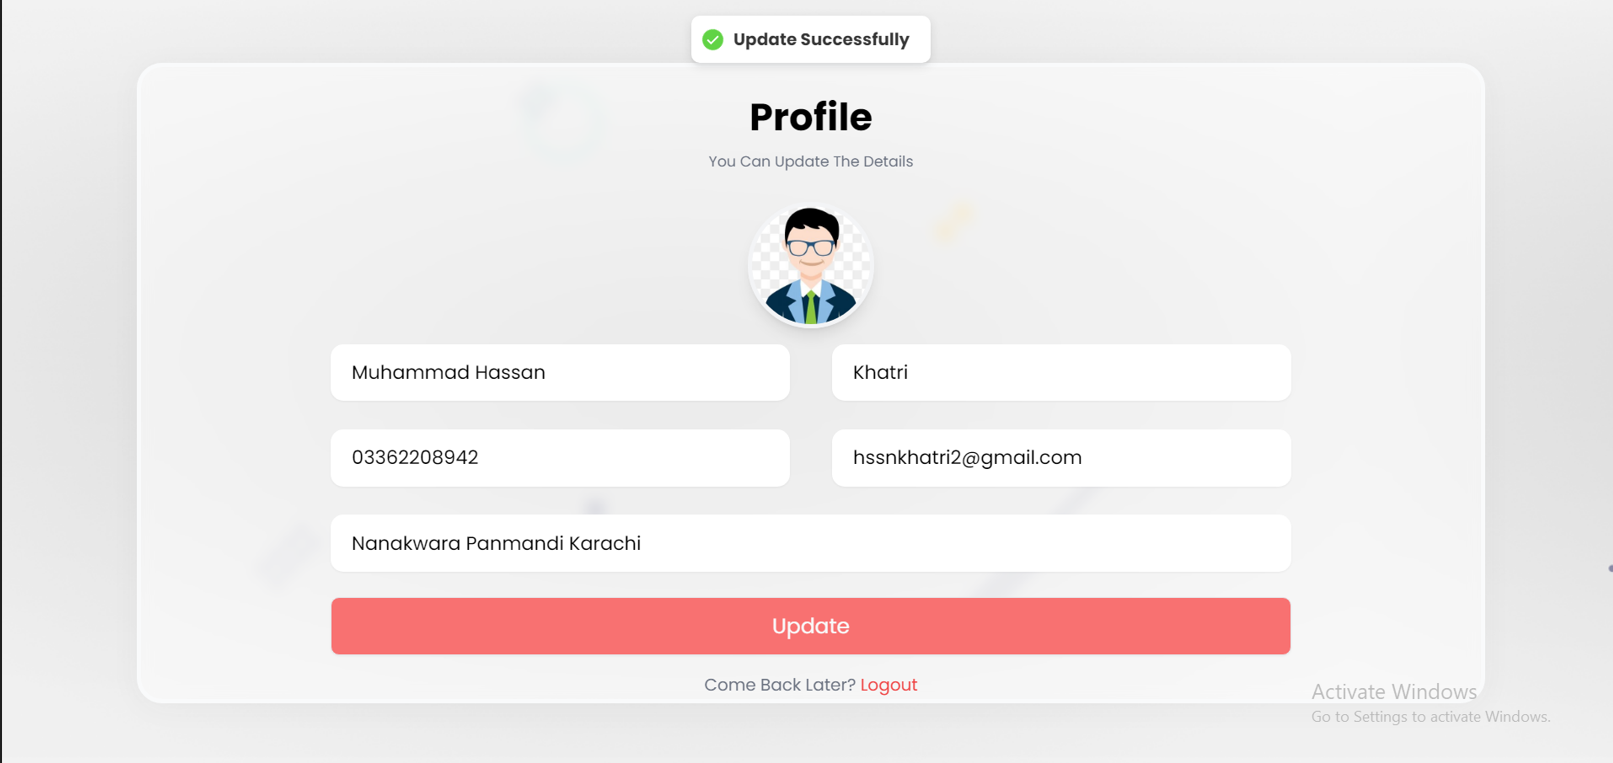 Update Successfully
Profile
You Can Update The Details
Muhammad Hassan
Khatri
03362208942
hssnkhatri2@gmail.com
Nanakwara Panmandi Karachi
Update
Come Back Later? Logout
Activate Windows
Go to Settings to activate Windows.